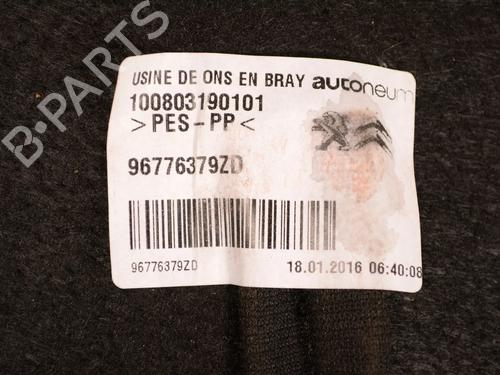 USINE DE ONS EN BRAY autoneum
100803190101
>PES-PP<
96776379ZD
96776379ZD
18.01.2016 06:40:08
B-PARTS